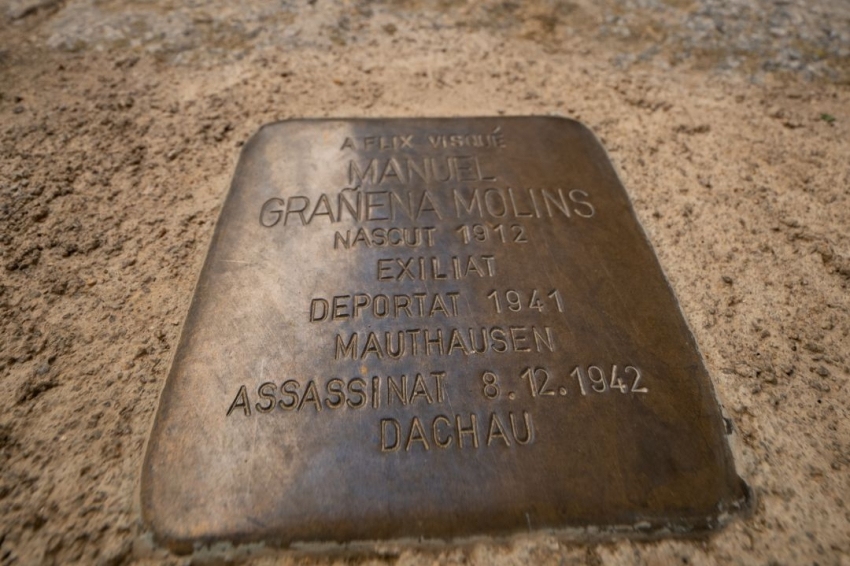 A FLIX VISQUÉ
MANUEL
GRAÑENA MOLINS
NASCUT 1912
EXILIAT
DEPORTAT 1941
MAUTHAUSEN
ASSASSINAT 8.12.1942
DACHAU